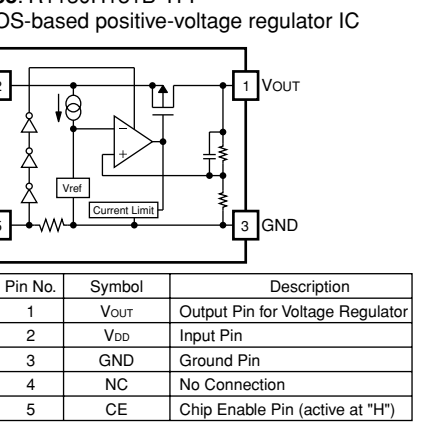 OS-based positive-voltage regulator IC
2
1 VOUT
−
+
Vref
Current Limit
5
3 GND
Pin No. Symbol Description
1 VOUT Output Pin for Voltage Regulator
2 VDD Input Pin
3 GND Ground Pin
4 NC No Connection
5 CE Chip Enable Pin (active at "H")